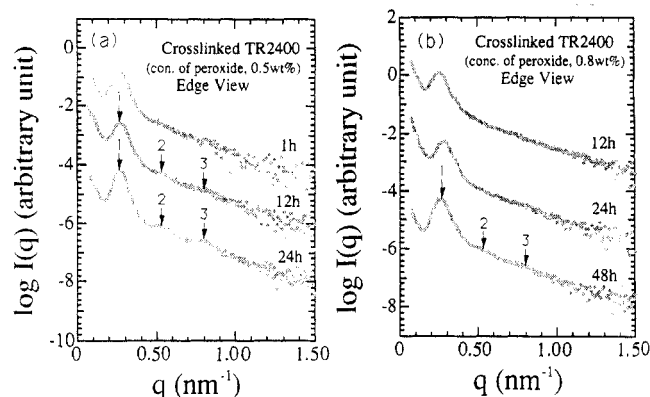 (a)
Crosslinked TR2400
(con. of peroxide, 0.5wt%)
Edge View
log I(q) (arbitrary unit)
0
-2
-4
-6
-8
-10
1h
12h
24h
1
2
3
1
2
3
0
0.50
1.00
1.50
q (nm-1)
(b)
Crosslinked TR2400
(conc. of peroxide, 0.8wt%)
Edge View
log I(q) (arbitrary unit)
2
0
-2
-4
-6
-8
12h
24h
48h
1
2
3
0
0.50
1.00
1.50
q (nm-1)